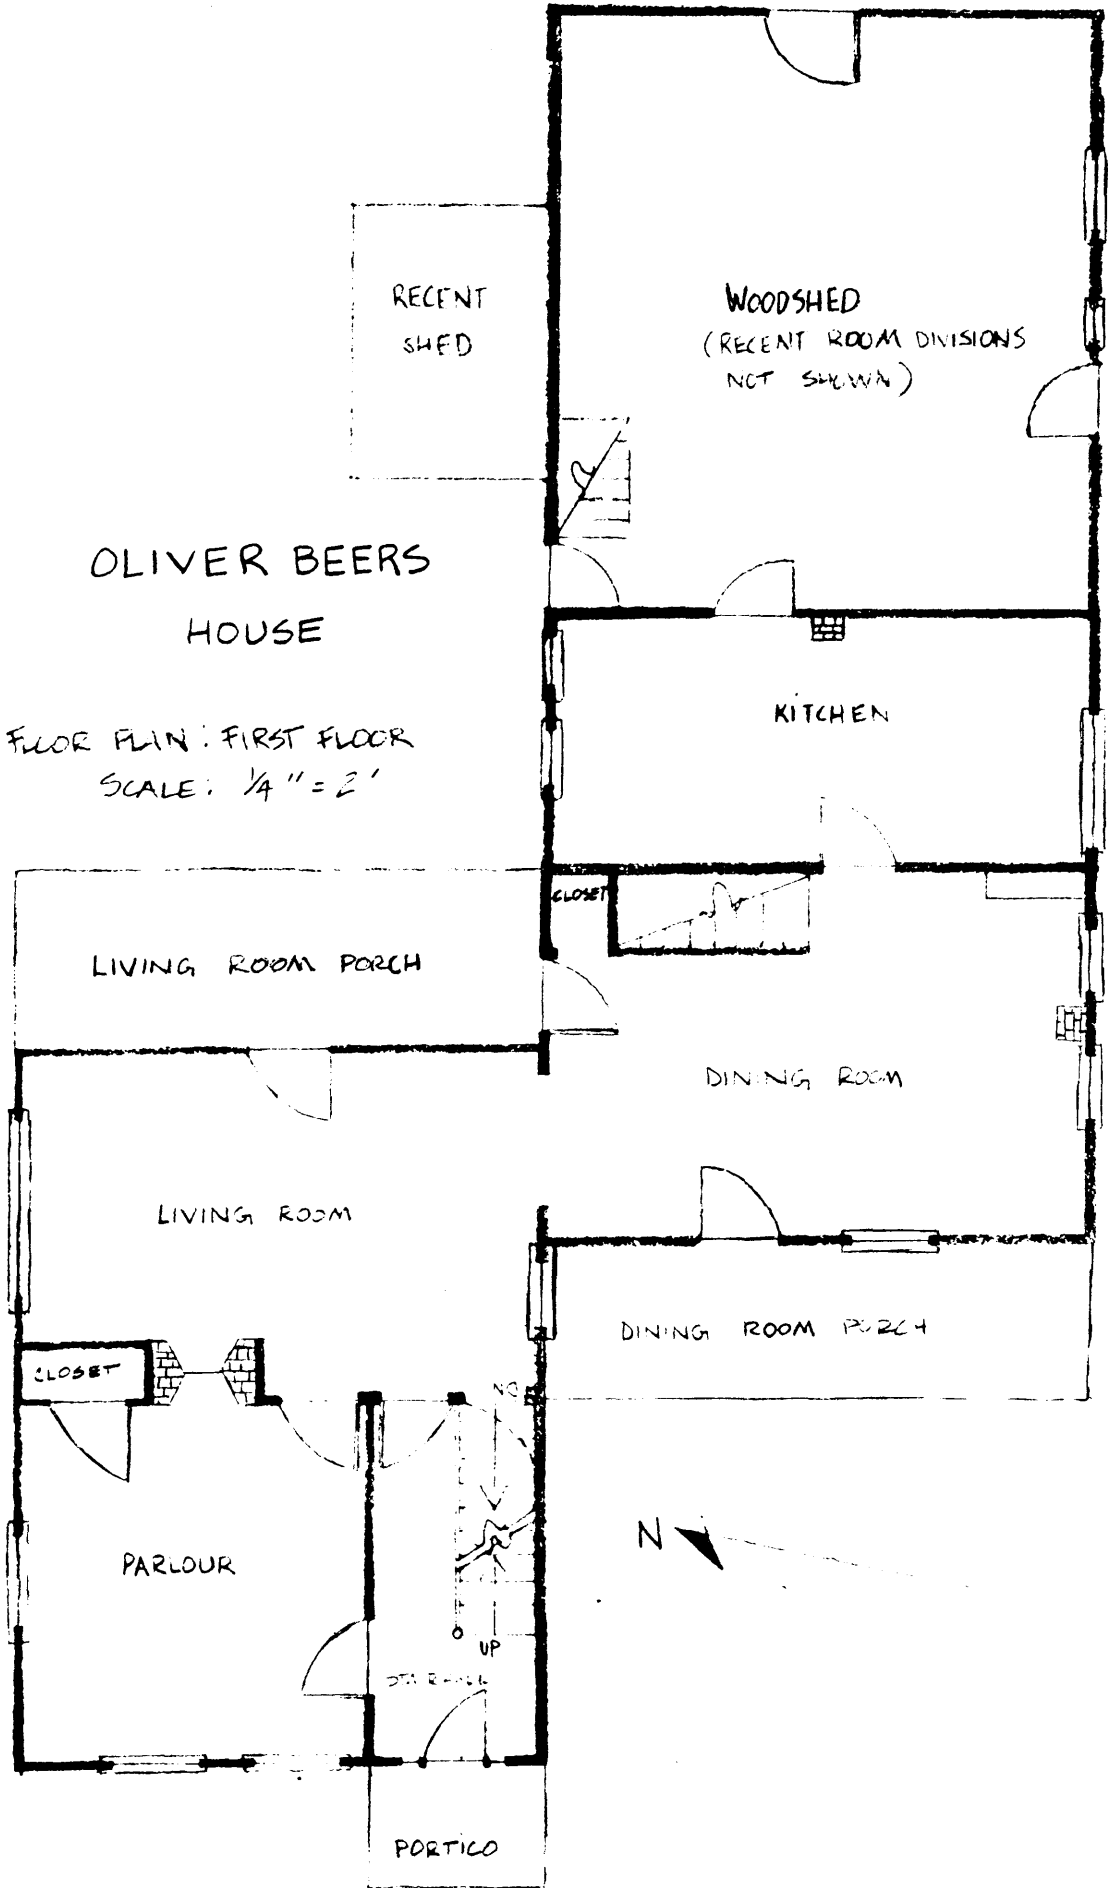 RECENT
SHED
WOODSHED
(RECENT ROOM DIVISIONS
NOT SHOWN)
OLIVER BEERS
HOUSE
FLOOR PLAN: FIRST FLOOR
SCALE: 1/4" = 2'
KITCHEN
CLOSET
LIVING ROOM PORCH
DINING ROOM
LIVING ROOM
DINING ROOM PORCH
CLOSET
N
PARLOUR
UP
PORTICO